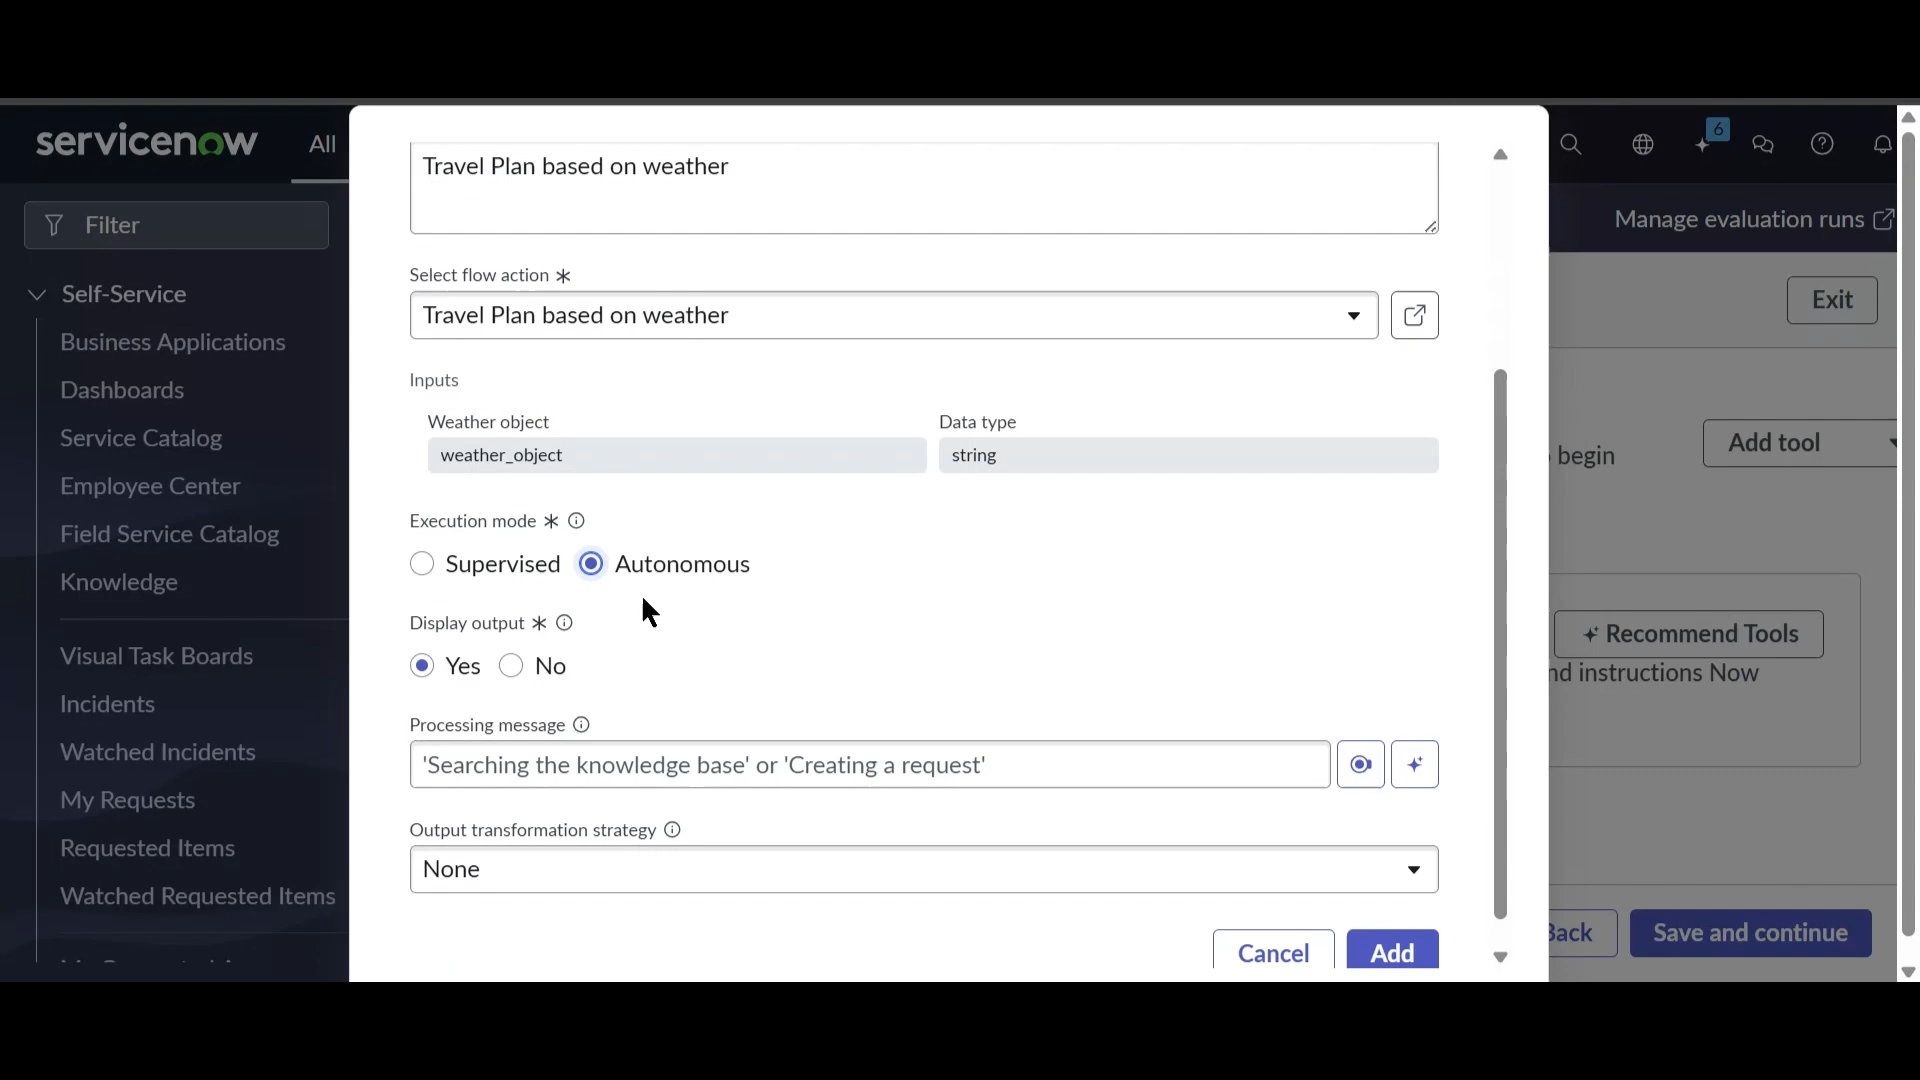 servicenow
All
6
Filter
Manage evaluation runs
Self-Service
Business Applications
Dashboards
Service Catalog
Employee Center
Field Service Catalog
Knowledge
Visual Task Boards
Incidents
Watched Incidents
My Requests
Requested Items
Watched Requested Items
Travel Plan based on weather
Select flow action *
Travel Plan based on weather
Inputs
Weather object
Data type
weather_object
string
Execution mode *
Supervised
Autonomous
Display output *
Yes
No
Processing message
'Searching the knowledge base' or 'Creating a request'
Output transformation strategy
None
Cancel
Add
Exit
begin
Add tool
Recommend Tools
instructions Now
Back
Save and continue